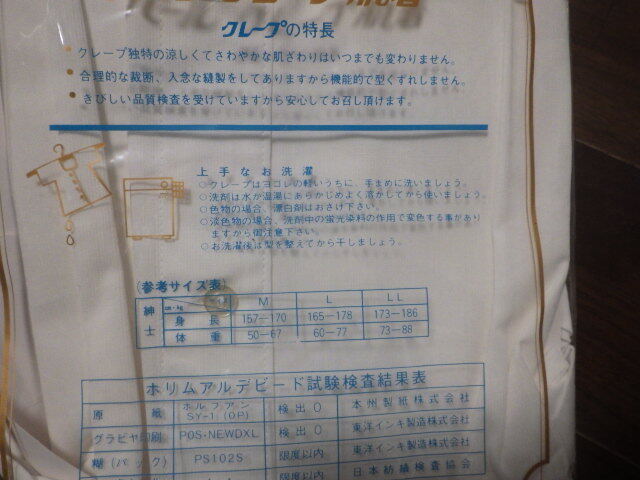 クレープの特長
• クレープ独特の涼しくてさわやかな肌ざわりはいつまでも変わりません。
• 合理的な裁断、入念な縫製をしてありますから機能的で型くずれしません。
• きびしい品質検査を受けていますから安心してお召し頂けます。
上手なお洗濯
○クレープはヨゴレの軽いうちに、手まめに洗いましょう。
○洗剤は水か温湯にあらかじめよく溶かしてから使いましょう。
○色物の場合、漂白剤はおさけ下さい。
○淡色物の場合、洗剤中の蛍光染料の作用で変色する事があり
ますから御注意下さい。
○お洗濯後は型を整えてから干しましょう。
(参考サイズ表)
紳士 cm・kg M L LL
身長 157—170 165—178 173—186
体重 50—67 60—77 73—88
ホリムアルデビード試験検査結果表
原紙 ホルファン SY-1(OP) 検出0 本州製紙株式会社
グラビヤ印刷 POS・NEWDXL 検出0 東洋インキ製造株式会社
糊(パック) PS102S 限度以内 東洋インキ製造株式会社
限度以内 日本紡績検査協会